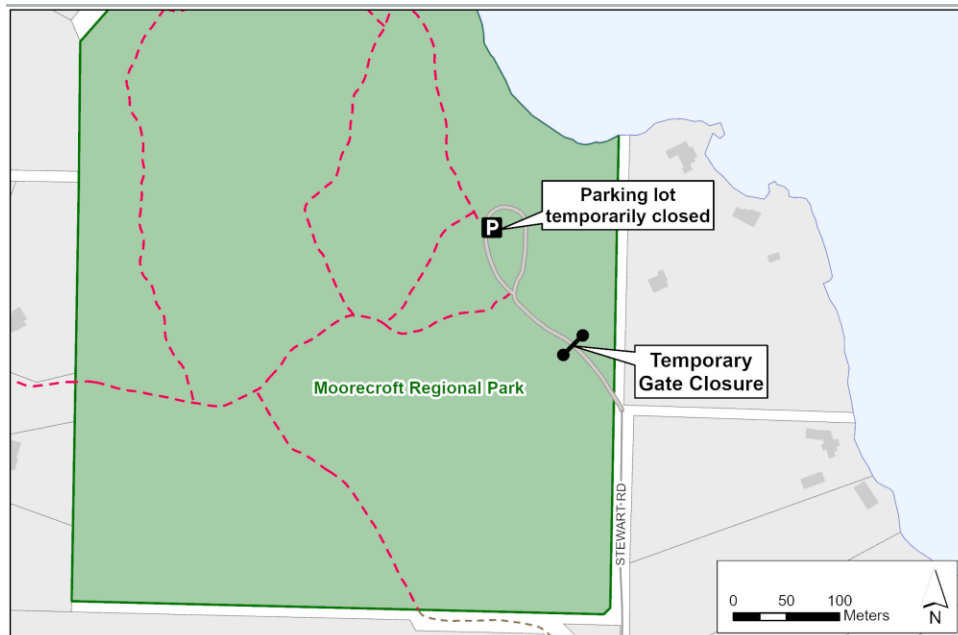 P
Parking lot
temporarily closed
Temporary
Gate Closure
Moorecroft Regional Park
STEWART RD
0 50 100
Meters
N